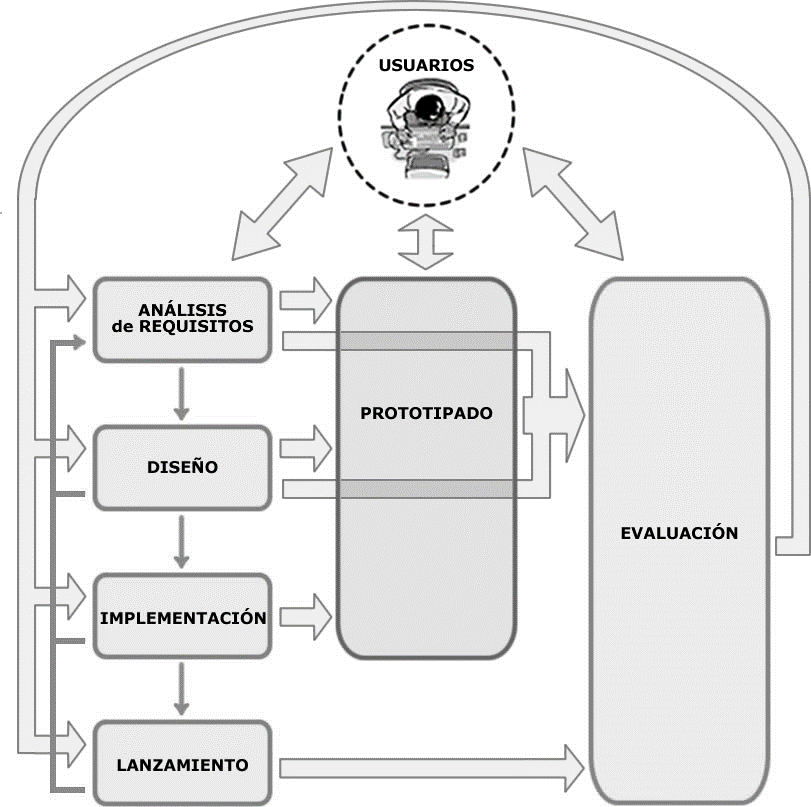 USUARIOS
ANÁLISIS
de REQUISITOS
PROTOTIPADO
DISEÑO
EVALUACIÓN
IMPLEMENTACIÓN
LANZAMIENTO